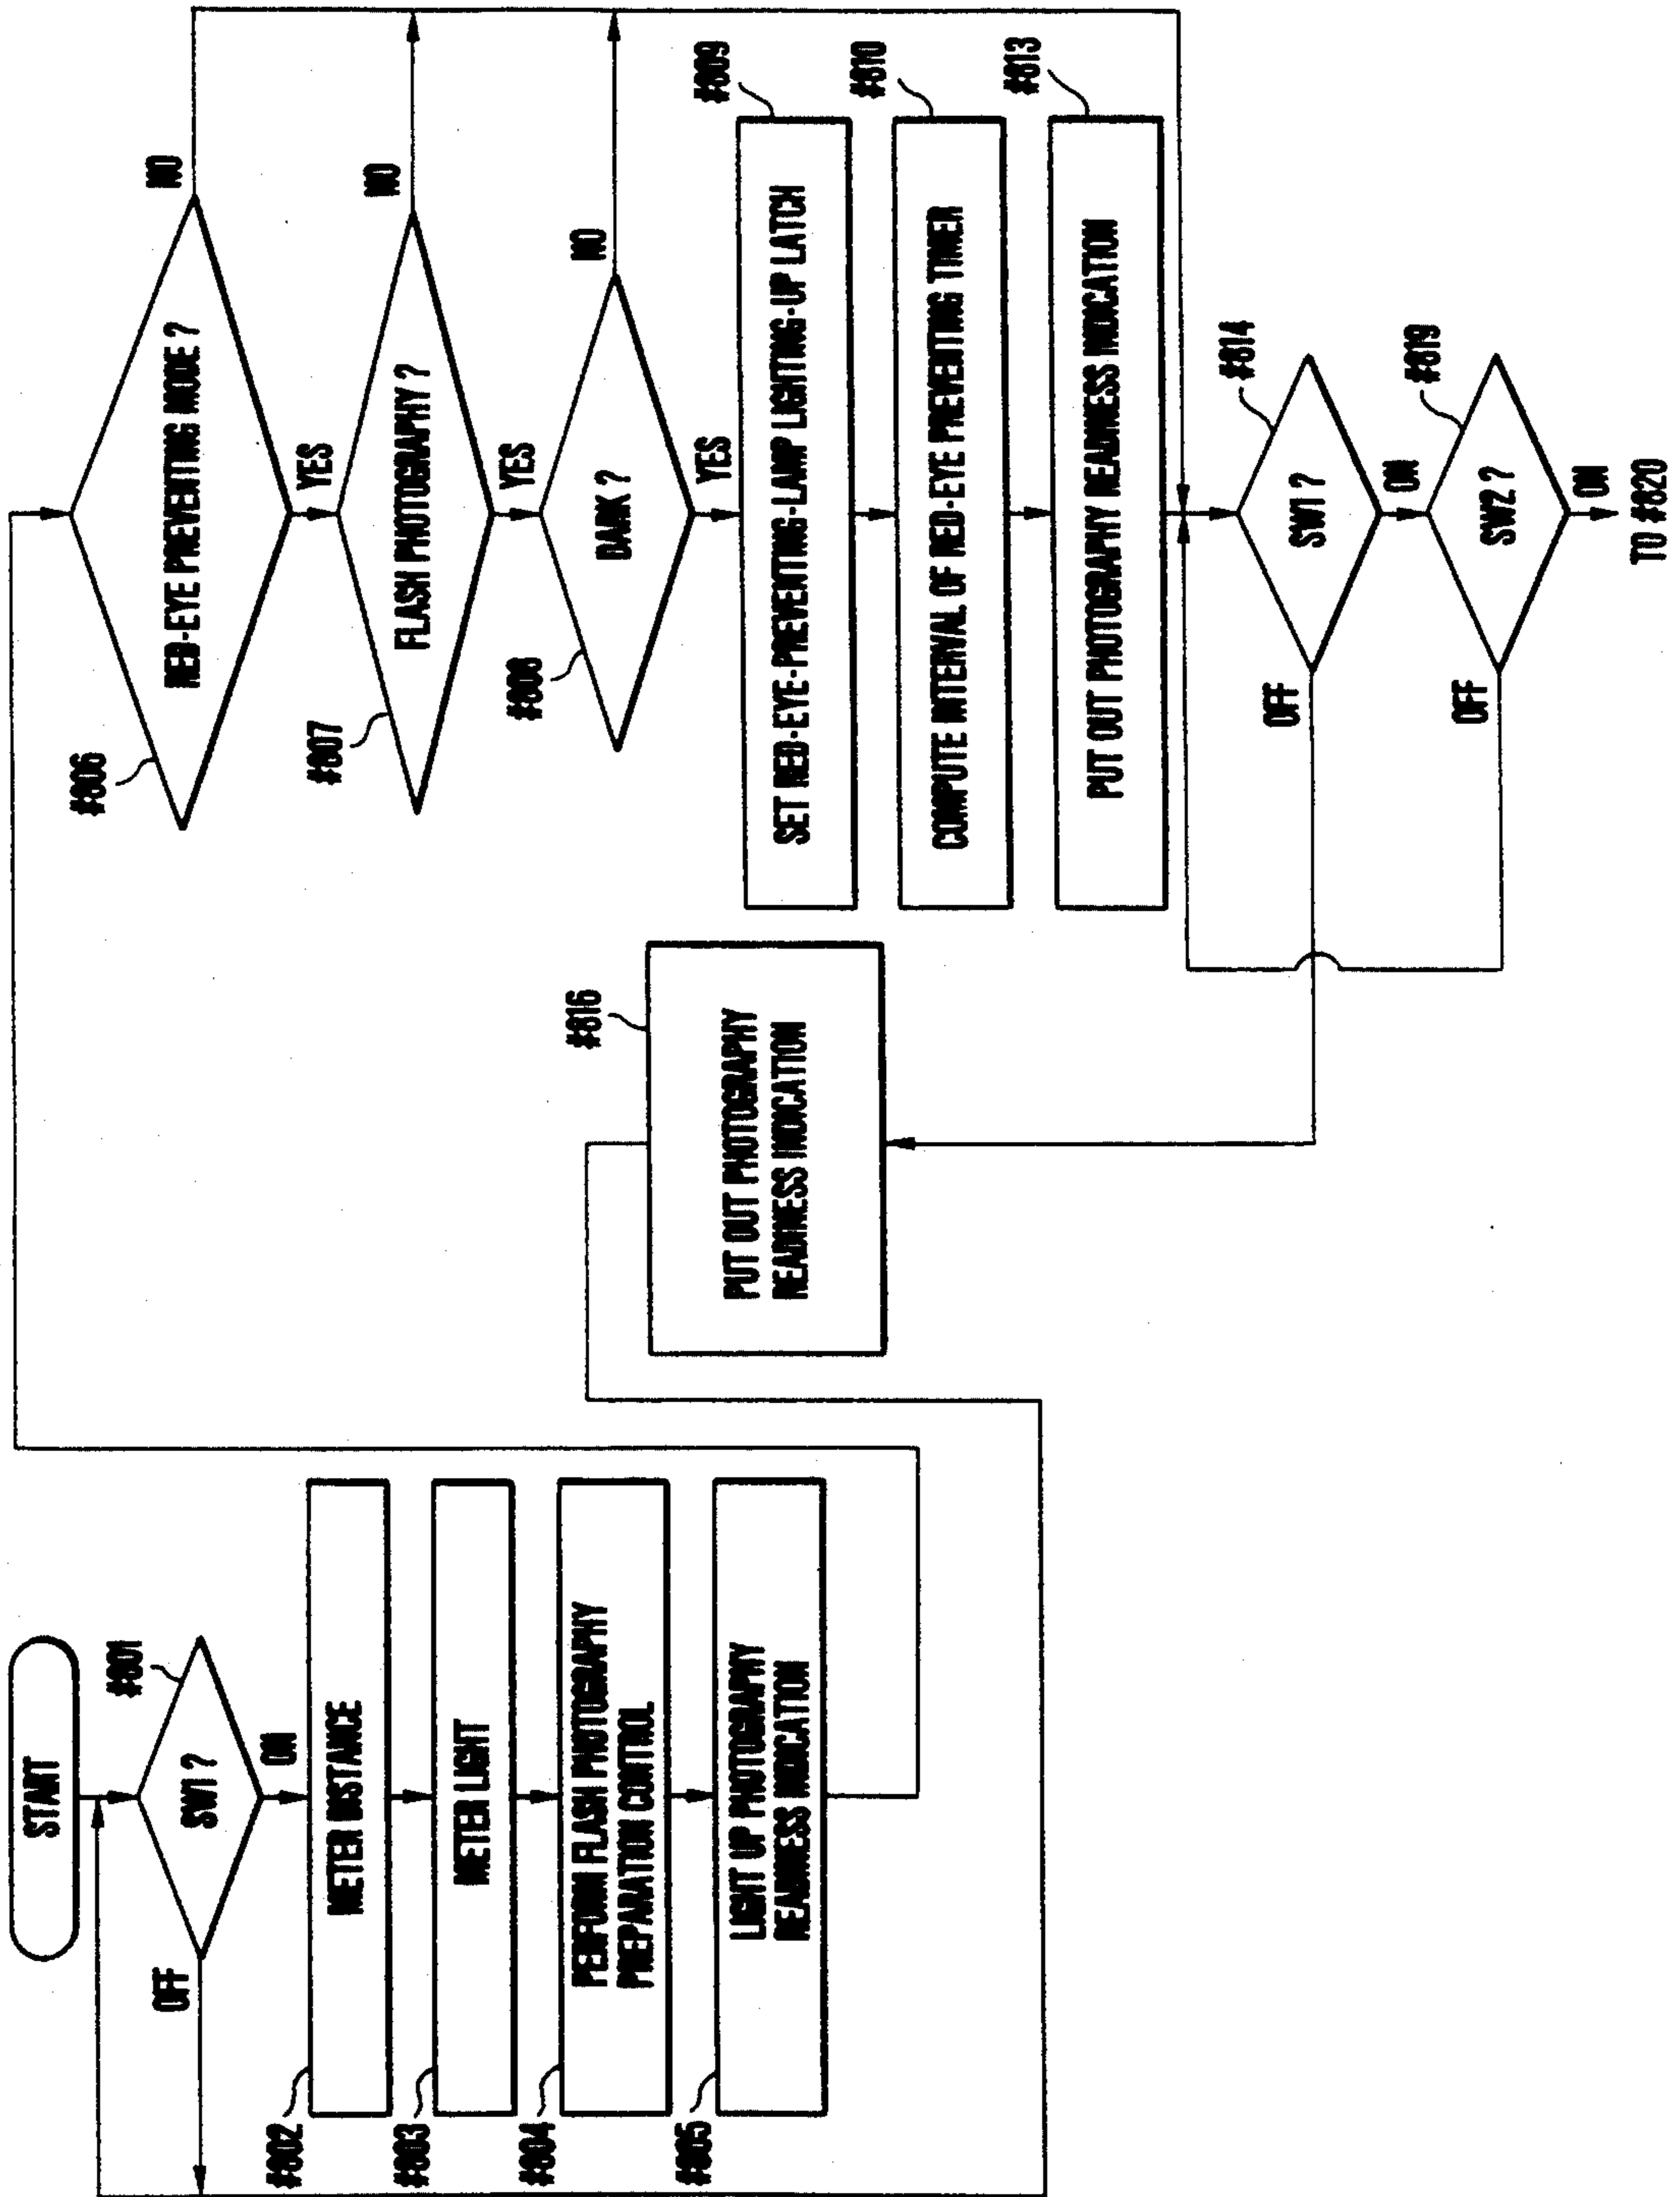 START
#801
SW1 ?
OFF
ON
#802
METER DISTANCE
#803
METER LIGHT
#804
PERFORM FLASH PHOTOGRAPHY
PREPARATION CONTROL
#805
LIGHT UP PHOTOGRAPHY
READINESS INDICATION
#806
RED-EYE PREVENTING MODE ?
NO
YES
#807
FLASH PHOTOGRAPHY ?
NO
YES
#808
DARK ?
NO
YES
#809
SET RED-EYE-PREVENTING-LAMP LIGHTING-UP LATCH
#810
COMPUTE INTERVAL OF RED-EYE PREVENTING TIMER
#813
PUT OUT PHOTOGRAPHY READINESS INDICATION
#814
SW1 ?
OFF
ON
#816
PUT OUT PHOTOGRAPHY
READINESS INDICATION
#819
SW2 ?
OFF
ON
TO #820